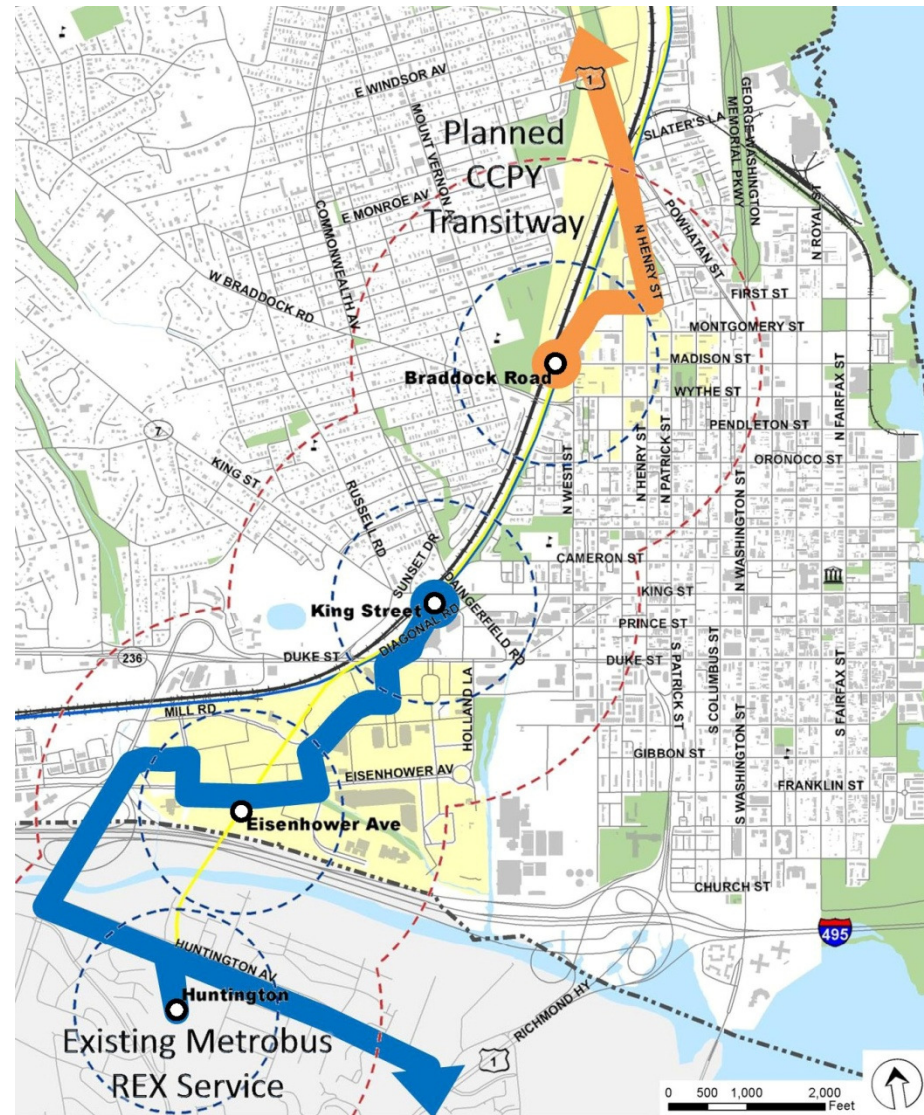 E WINDSOR AV
1
MOUNT VERNON
SLATER'S LA
GEORGE WASHINGTON
MEMORIAL PKWY
Planned
CCPY
Transitway
E MONROE AV
COMMONWEALTH AV
N ROYAL ST
POWHATAN ST
N HENRY ST
W BRADDOCK RD
FIRST ST
MONTGOMERY ST
MADISON ST
Braddock Road
WYTHE ST
N FAIRFAX ST
PENDLETON ST
7
KING ST
N WEST ST
N HENRY ST
N PATRICK ST
ORONOCO ST
N WASHINGTON ST
RUSSELL RD
SUNSET DR
CAMERON ST
DAINGERFIELD RD
King Street
KING ST
DIAGONAL RD
PRINCE ST
236
DUKE ST
DUKE ST
S PATRICK ST
S COLUMBUS ST
S FAIRFAX ST
MILL RD
HOLLAND LA
S WASHINGTON ST
GIBBON ST
EISENHOWER AV
FRANKLIN ST
Eisenhower Ave
CHURCH ST
495
HUNTINGTON AV
Huntington
RICHMOND HY
Existing Metrobus
REX Service
1
0 500 1,000 2,000
Feet